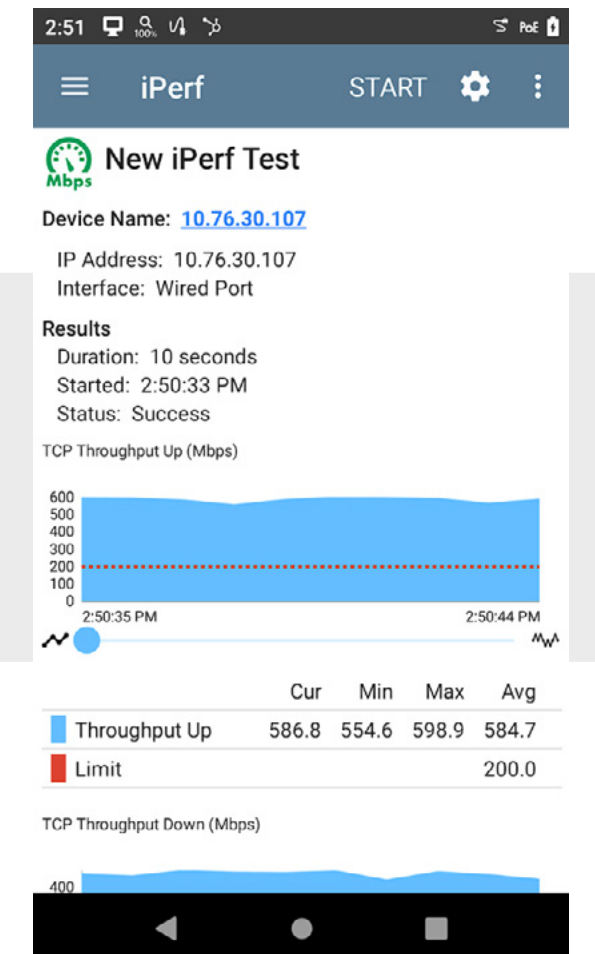 2:51 100% PoE
iPerf START
Mbps New iPerf Test
Device Name: 10.76.30.107
IP Address: 10.76.30.107
Interface: Wired Port
Results
Duration: 10 seconds
Started: 2:50:33 PM
Status: Success
TCP Throughput Up (Mbps)
600
500
400
300
200
100
0
2:50:35 PM 2:50:44 PM
Cur Min Max Avg
Throughput Up 586.8 554.6 598.9 584.7
Limit 200.0
TCP Throughput Down (Mbps)
400